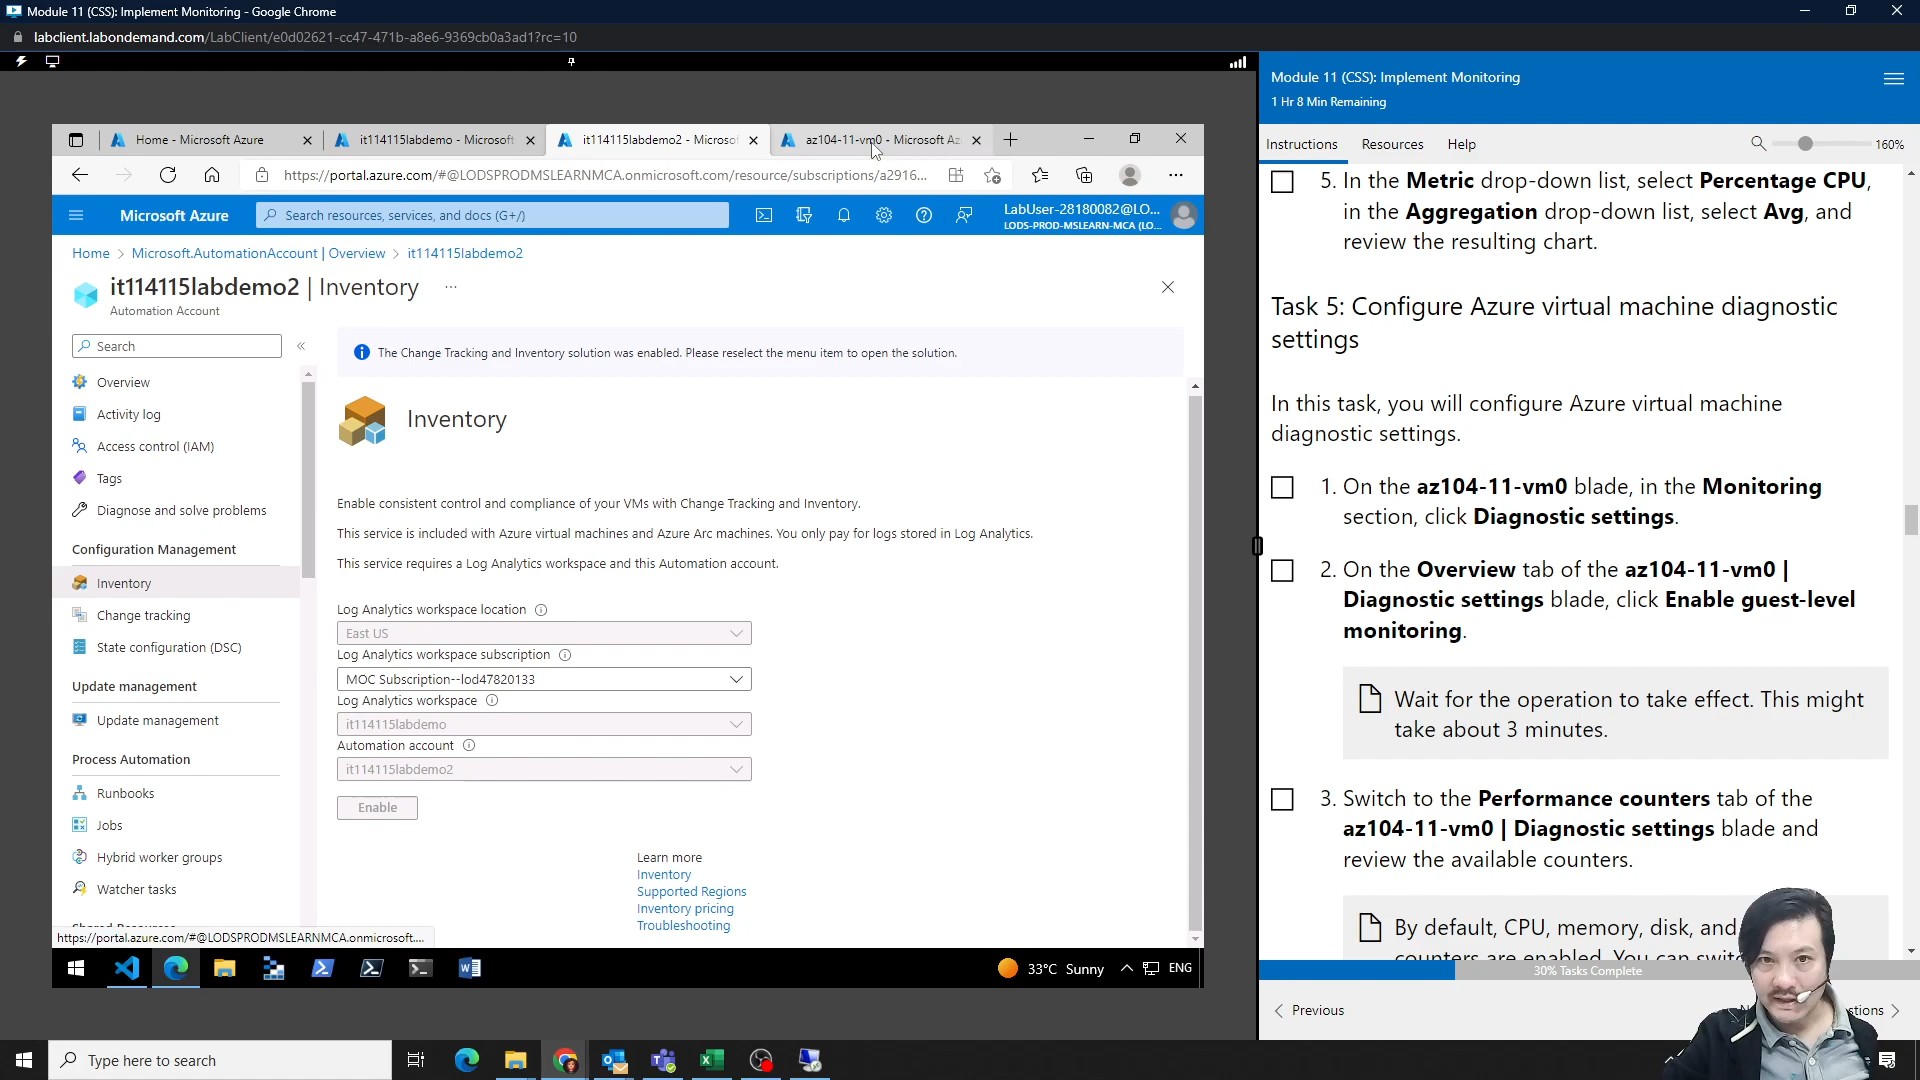 Module 11 (CSS): Implement Monitoring - Google Chrome
labclient.labondemand.com/LabClient/e0d02621-cc47-471b-a8e6-9369cb0a3ad1?rc=10
Home - Microsoft Azure
it114115labdemo - Microsoft
it114115labdemo2 - Microsof
az104-11-vm0 - Microsoft Az
https://portal.azure.com/#@LODSPRODMSLEARNMCA.onmicrosoft.com/resource/subscriptions/a2916...
Microsoft Azure
Search resources, services, and docs (G+/)
LabUser-28180082@LO...
LODS-PROD-MSLEARN-MCA (LO...
Home > Microsoft.AutomationAccount | Overview > it114115labdemo2
it114115labdemo2 | Inventory ...
Automation Account
Search
Overview
Activity log
Access control (IAM)
Tags
Diagnose and solve problems
Configuration Management
Inventory
Change tracking
State configuration (DSC)
Update management
Update management
Process Automation
Runbooks
Jobs
Hybrid worker groups
Watcher tasks
https://portal.azure.com/#@LODSPRODMSLEARNMCA.onmicrosoft....
The Change Tracking and Inventory solution was enabled. Please reselect the menu item to open the solution.
Inventory
Enable consistent control and compliance of your VMs with Change Tracking and Inventory.
This service is included with Azure virtual machines and Azure Arc machines. You only pay for logs stored in Log Analytics.
This service requires a Log Analytics workspace and this Automation account.
Log Analytics workspace location
East US
Log Analytics workspace subscription
MOC Subscription--lod47820133
Log Analytics workspace
it114115labdemo
Automation account
it114115labdemo2
Enable
Learn more
Inventory
Supported Regions
Inventory pricing
Troubleshooting
33°C Sunny
ENG
Module 11 (CSS): Implement Monitoring
1 Hr 8 Min Remaining
Instructions Resources Help
160%
5. In the Metric drop-down list, select Percentage CPU,
in the Aggregation drop-down list, select Avg, and
review the resulting chart.
Task 5: Configure Azure virtual machine diagnostic
settings
In this task, you will configure Azure virtual machine
diagnostic settings.
1. On the az104-11-vm0 blade, in the Monitoring
section, click Diagnostic settings.
2. On the Overview tab of the az104-11-vm0 |
Diagnostic settings blade, click Enable guest-level
monitoring.
Wait for the operation to take effect. This might
take about 3 minutes.
3. Switch to the Performance counters tab of the
az104-11-vm0 | Diagnostic settings blade and
review the available counters.
By default, CPU, memory, disk, and
counters are enabled. You can
30% Tasks Complete
Previous
Type here to search